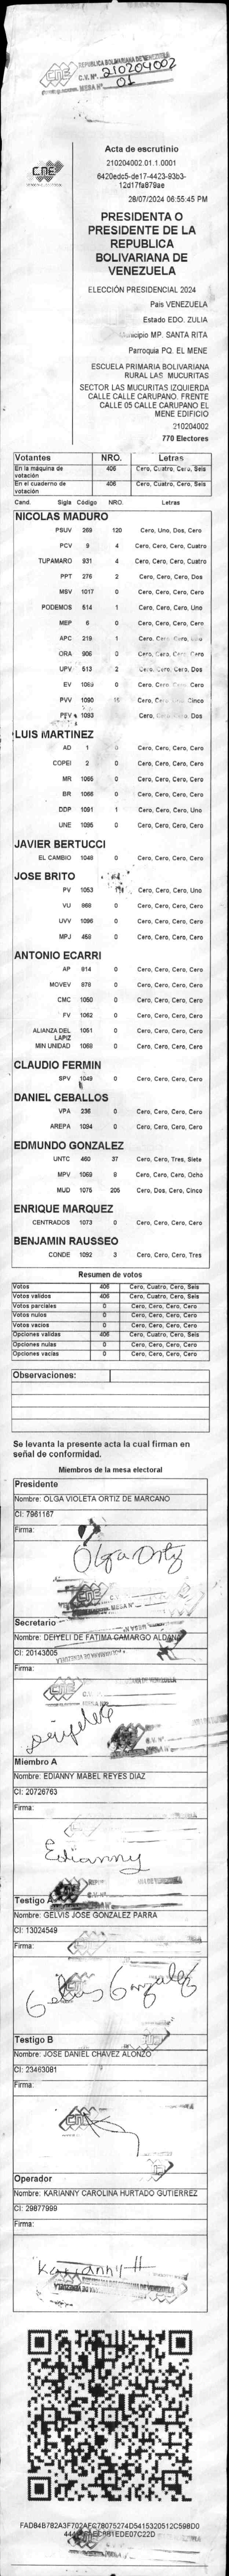 CNE
REPUBLICA BOLIVARIANA DE VENEZUELA
C.V. Nº. 210204002
MESA Nº 01
CNE
Acta de escrutinio
210204002.01.1.0001
6420edc5-de17-4423-93b3-
12d17fa879ae
28/07/2024 06:55:45 PM
PRESIDENTA O
PRESIDENTE DE LA
REPUBLICA
BOLIVARIANA DE
VENEZUELA
ELECCIÓN PRESIDENCIAL 2024
Pais VENEZUELA
Estado EDO. ZULIA
Municipio MP. SANTA RITA
Parroquia PQ. EL MENE
ESCUELA PRIMARIA BOLIVARIANA
RURAL LAS MUCURITAS
SECTOR LAS MUCURITAS IZQUIERDA
CALLE CALLE CARUPANO. FRENTE
CALLE 05 CALLE CARUPANO EL
MENE EDIFICIO
210204002
770 Electores
Votantes NRO. Letras
En la máquina de votación 406 Cero, Cuatro, Cero, Seis
En el cuaderno de votación 406 Cero, Cuatro, Cero, Seis
Cand. Sigla Código NRO. Letras
NICOLAS MADURO
PSUV 269 120 Cero, Uno, Dos, Cero
PCV 9 4 Cero, Cero, Cero, Cuatro
TUPAMARO 931 4 Cero, Cero, Cero, Cuatro
PPT 276 2 Cero, Cero, Cero, Dos
MSV 1017 0 Cero, Cero, Cero, Cero
PODEMOS 514 1 Cero, Cero, Cero, Uno
MEP 6 0 Cero, Cero, Cero, Cero
APC 219 1 Cero, Cero, Cero, Uno
ORA 906 0 Cero, Cero, Cero, Cero
UPV 513 2 Cero, Cero, Cero, Dos
EV 1069 0 Cero, Cero, Cero, Cero
PVV 1090 15 Cero, Cero, Uno, Cinco
PFV 1093 Cero, Dos
LUIS MARTINEZ
AD 1 0 Cero, Cero, Cero, Cero
COPEI 2 0 Cero, Cero, Cero, Cero
MR 1065 0 Cero, Cero, Cero, Cero
BR 1066 0 Cero, Cero, Cero, Cero
DDP 1091 1 Cero, Cero, Cero, Uno
UNE 1095 0 Cero, Cero, Cero, Cero
JAVIER BERTUCCI
EL CAMBIO 1048 0 Cero, Cero, Cero, Cero
JOSE BRITO
PV 1053 Cero, Cero, Cero, Uno
VU 868 0 Cero, Cero, Cero, Cero
UVV 1096 0 Cero, Cero, Cero, Cero
MPJ 458 0 Cero, Cero, Cero, Cero
ANTONIO ECARRI
AP 914 0 Cero, Cero, Cero, Cero
MOVEV 978 0 Cero, Cero, Cero, Cero
CMC 1050 0 Cero, Cero, Cero, Cero
FV 1062 0 Cero, Cero, Cero, Cero
ALIANZA DEL LAPIZ 1051 0 Cero, Cero, Cero, Cero
MIN UNIDAD 1068 0 Cero, Cero, Cero, Cero
CLAUDIO FERMIN
SPV 1049 0 Cero, Cero, Cero, Cero
DANIEL CEBALLOS
VPA 236 0 Cero, Cero, Cero, Cero
AREPA 1094 0 Cero, Cero, Cero, Cero
EDMUNDO GONZALEZ
UNTC 460 37 Cero, Cero, Tres, Siete
MPV 1069 8 Cero, Cero, Cero, Ocho
MUD 1075 205 Cero, Dos, Cero, Cinco
ENRIQUE MARQUEZ
CENTRADOS 1073 0 Cero, Cero, Cero, Cero
BENJAMIN RAUSSEO
CONDE 1092 3 Cero, Cero, Cero, Tres
Resumen de votos
Votos 406 Cero, Cuatro, Cero, Seis
Votos validos 406 Cero, Cuatro, Cero, Seis
Votos parciales 0 Cero, Cero, Cero, Cero
Votos nulos 0 Cero, Cero, Cero, Cero
Votos vacios 0 Cero, Cero, Cero, Cero
Opciones validas 406 Cero, Cuatro, Cero, Seis
Opciones nulas 0 Cero, Cero, Cero, Cero
Opciones vacias 0 Cero, Cero, Cero, Cero
Observaciones:
Se levanta la presente acta la cual firman en
señal de conformidad.
Miembros de la mesa electoral
Presidente
Nombre: OLGA VIOLETA ORTIZ DE MARCANO
CI: 7961167
Firma:
Olga Ortiz
Secretario
Nombre: DEIYELI DE FATIMA CAMARGO ALDANA
CI: 20143005
Firma:
Miembro A
Nombre: EDIANNY MABEL REYES DIAZ
CI: 20726763
Firma:
Edianny
Testigo A
Nombre: GELVIS JOSE GONZALEZ PARRA
CI: 13024549
Firma:
Gelvis Gonzalez
Testigo B
Nombre: JOSE DANIEL CHAVEZ ALONZO
CI: 23463081
Firma:
Operador
Nombre: KARIANNY CAROLINA HURTADO GUTIERREZ
CI: 29877999
Firma:
Karianny H
FAD84B782A3F702AFC78075274D5415320512C598D0